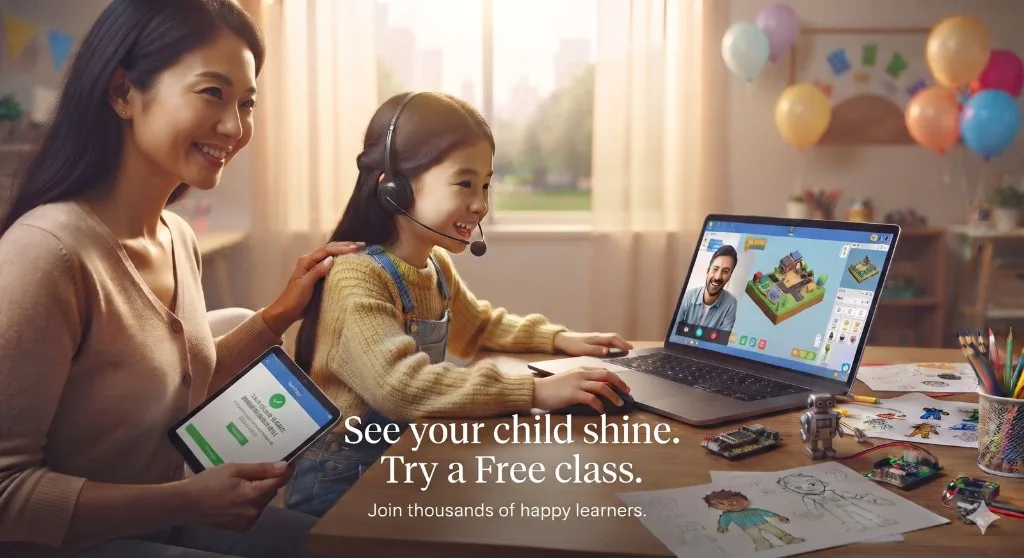 See your child shine.
Try a Free class.
Join thousands of happy learners.